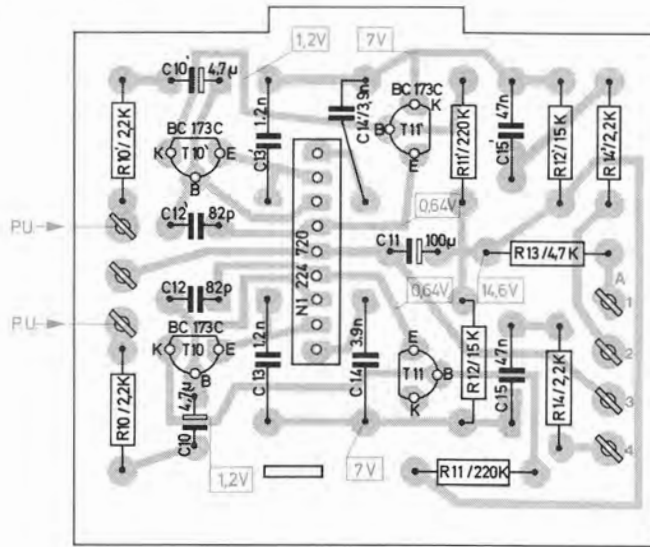 1,2V
7V
C10'
4,7µ
BC 173C
K
T10'
E
B
R10'/2,2K
1.2n
C13'
C14'/3,9n
BC 173C
K
B
T11'
E
R11'/220K
47n
C15'
R12'/15K
R14'/2,2K
PU
C12'
82p
0,64V
C11
100µ
R13/4,7K
N1 224 720
A
1
C12
82p
0,64V
14,6V
PU
BC 173C
K
T10
E
B
1.2n
C13
3.9n
C14
E
T11
B
K
R12/15K
47n
C15
R14/2,2K
2
3
4
R10/2,2K
4,7µ
C10
1,2V
7V
R11/220K